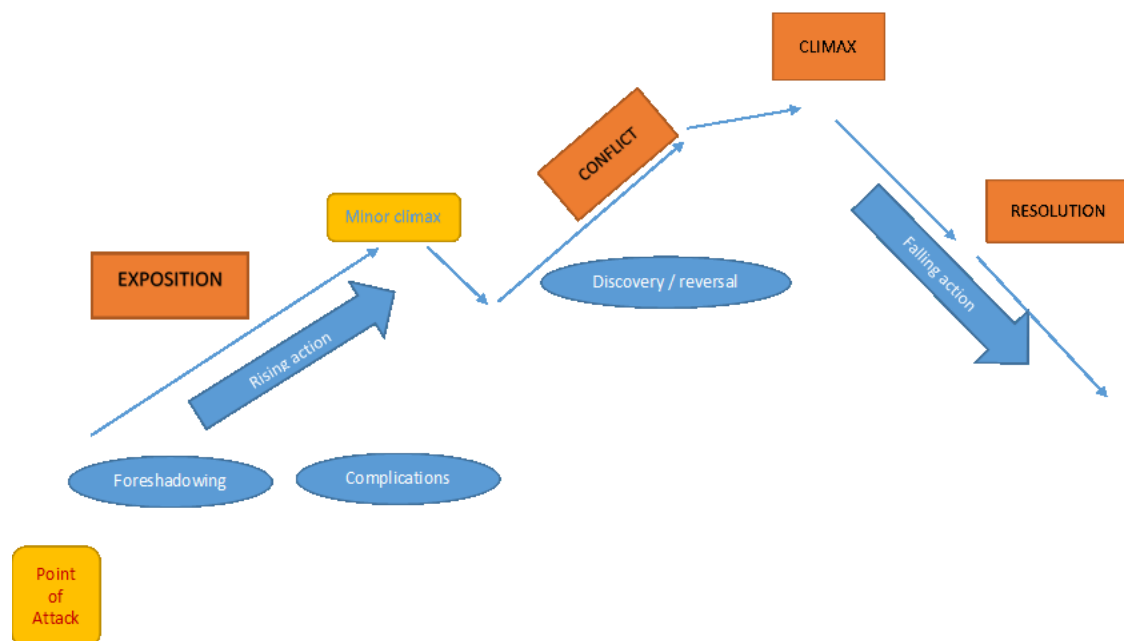 CLIMAX
CONFLICT
Minor climax
RESOLUTION
EXPOSITION
Discovery / reversal
Falling action
Rising action
Foreshadowing
Complications
Point
of
Attack